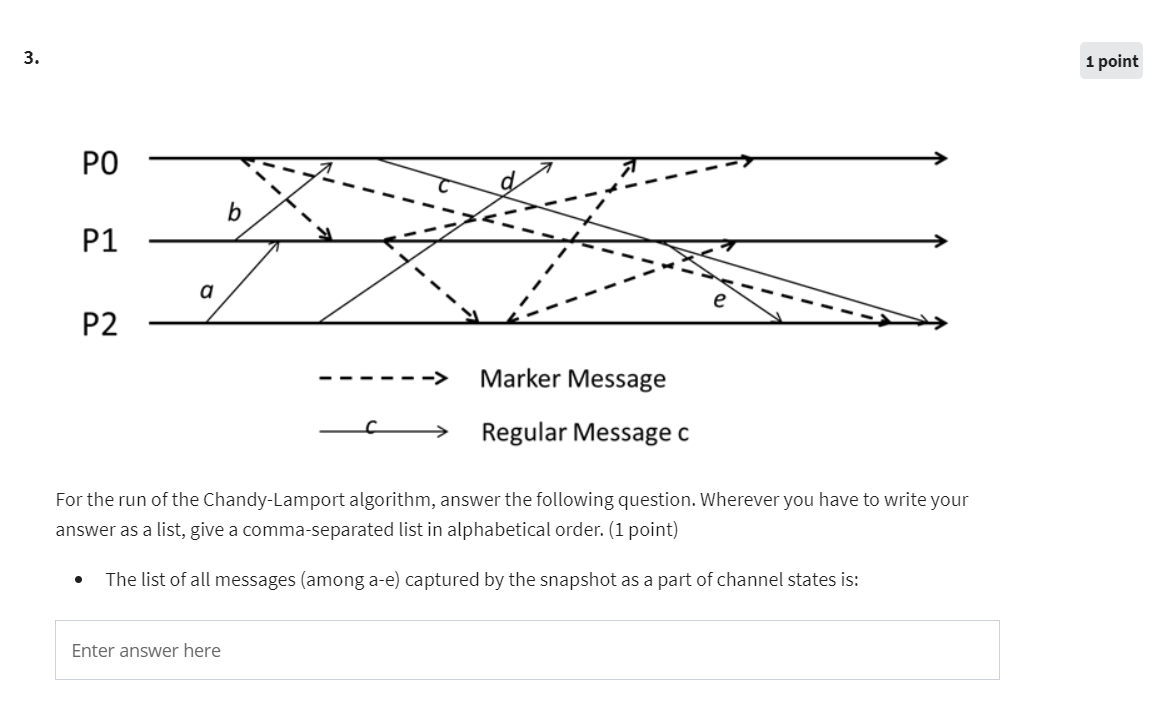 3.
1 point
P0
c
d
b
P1
a
e
P2
Marker Message
c
Regular Message c
For the run of the Chandy-Lamport algorithm, answer the following question. Wherever you have to write your
answer as a list, give a comma-separated list in alphabetical order. (1 point)
• The list of all messages (among a-e) captured by the snapshot as a part of channel states is:
Enter answer here